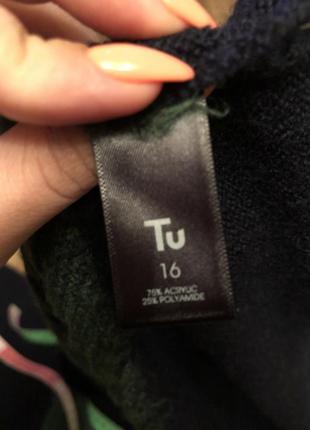 Tu
16
75% ACRYLIC
25% POLYAMIDE